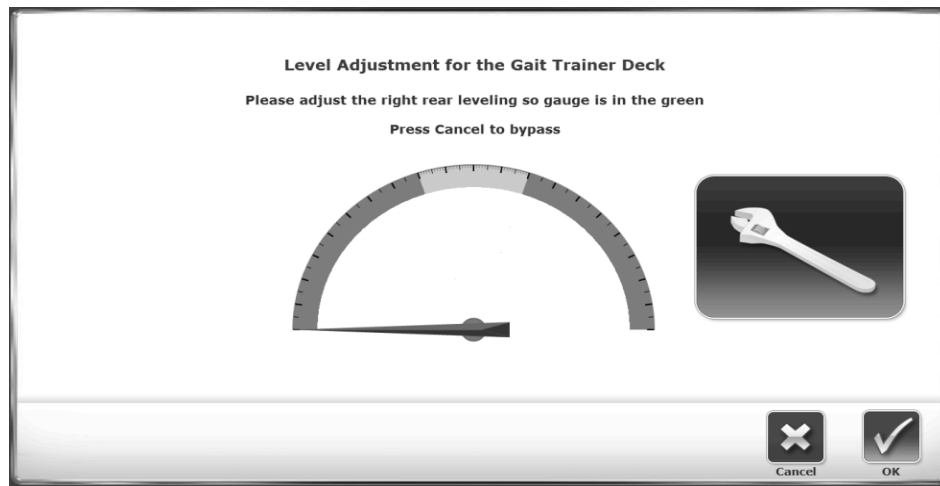 Level Adjustment for the Gait Trainer Deck
Please adjust the right rear leveling so gauge is in the green
Press Cancel to bypass
Cancel
OK